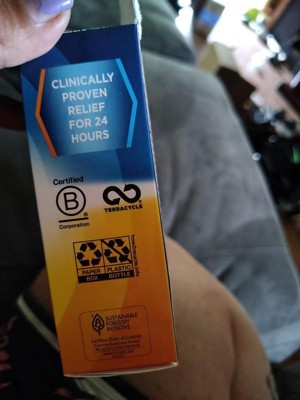 CLINICALLY
PROVEN
RELIEF
FOR 24
HOURS
Certified
B
Corporation
TERRACYCLE
PAPER
BOX
PLASTIC
BOTTLE
SUSTAINABLE
FORESTRY
INITIATIVE